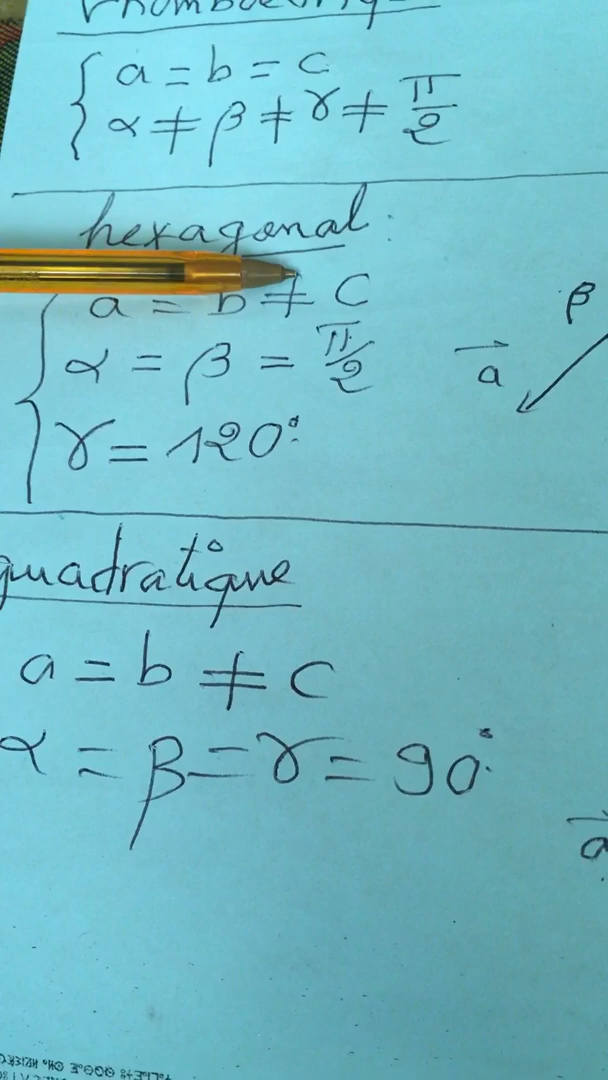 a = b = c
α ≠ β ≠ γ ≠ π/2
hexagonal :
a = b ≠ c
α = β = π/2
γ = 120°
β
a
quadratique
a = b ≠ c
α = β = γ = 90°
a